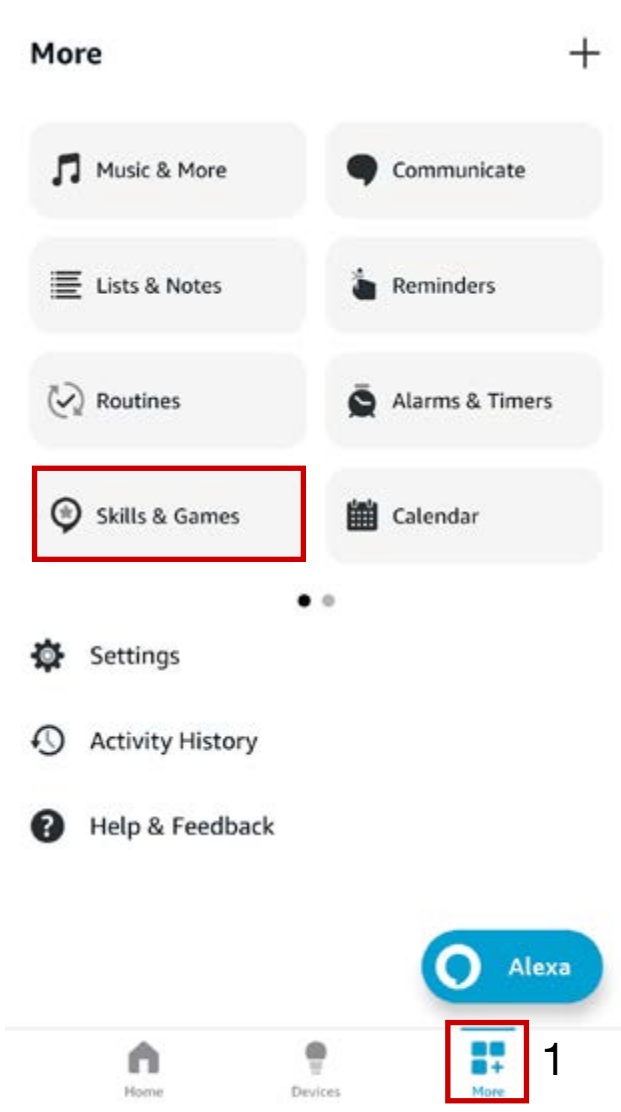 More
Music & More
Communicate
Lists & Notes
Reminders
Routines
Alarms & Timers
Skills & Games
Calendar
Settings
Activity History
Help & Feedback
Alexa
1
Home
Devices
More